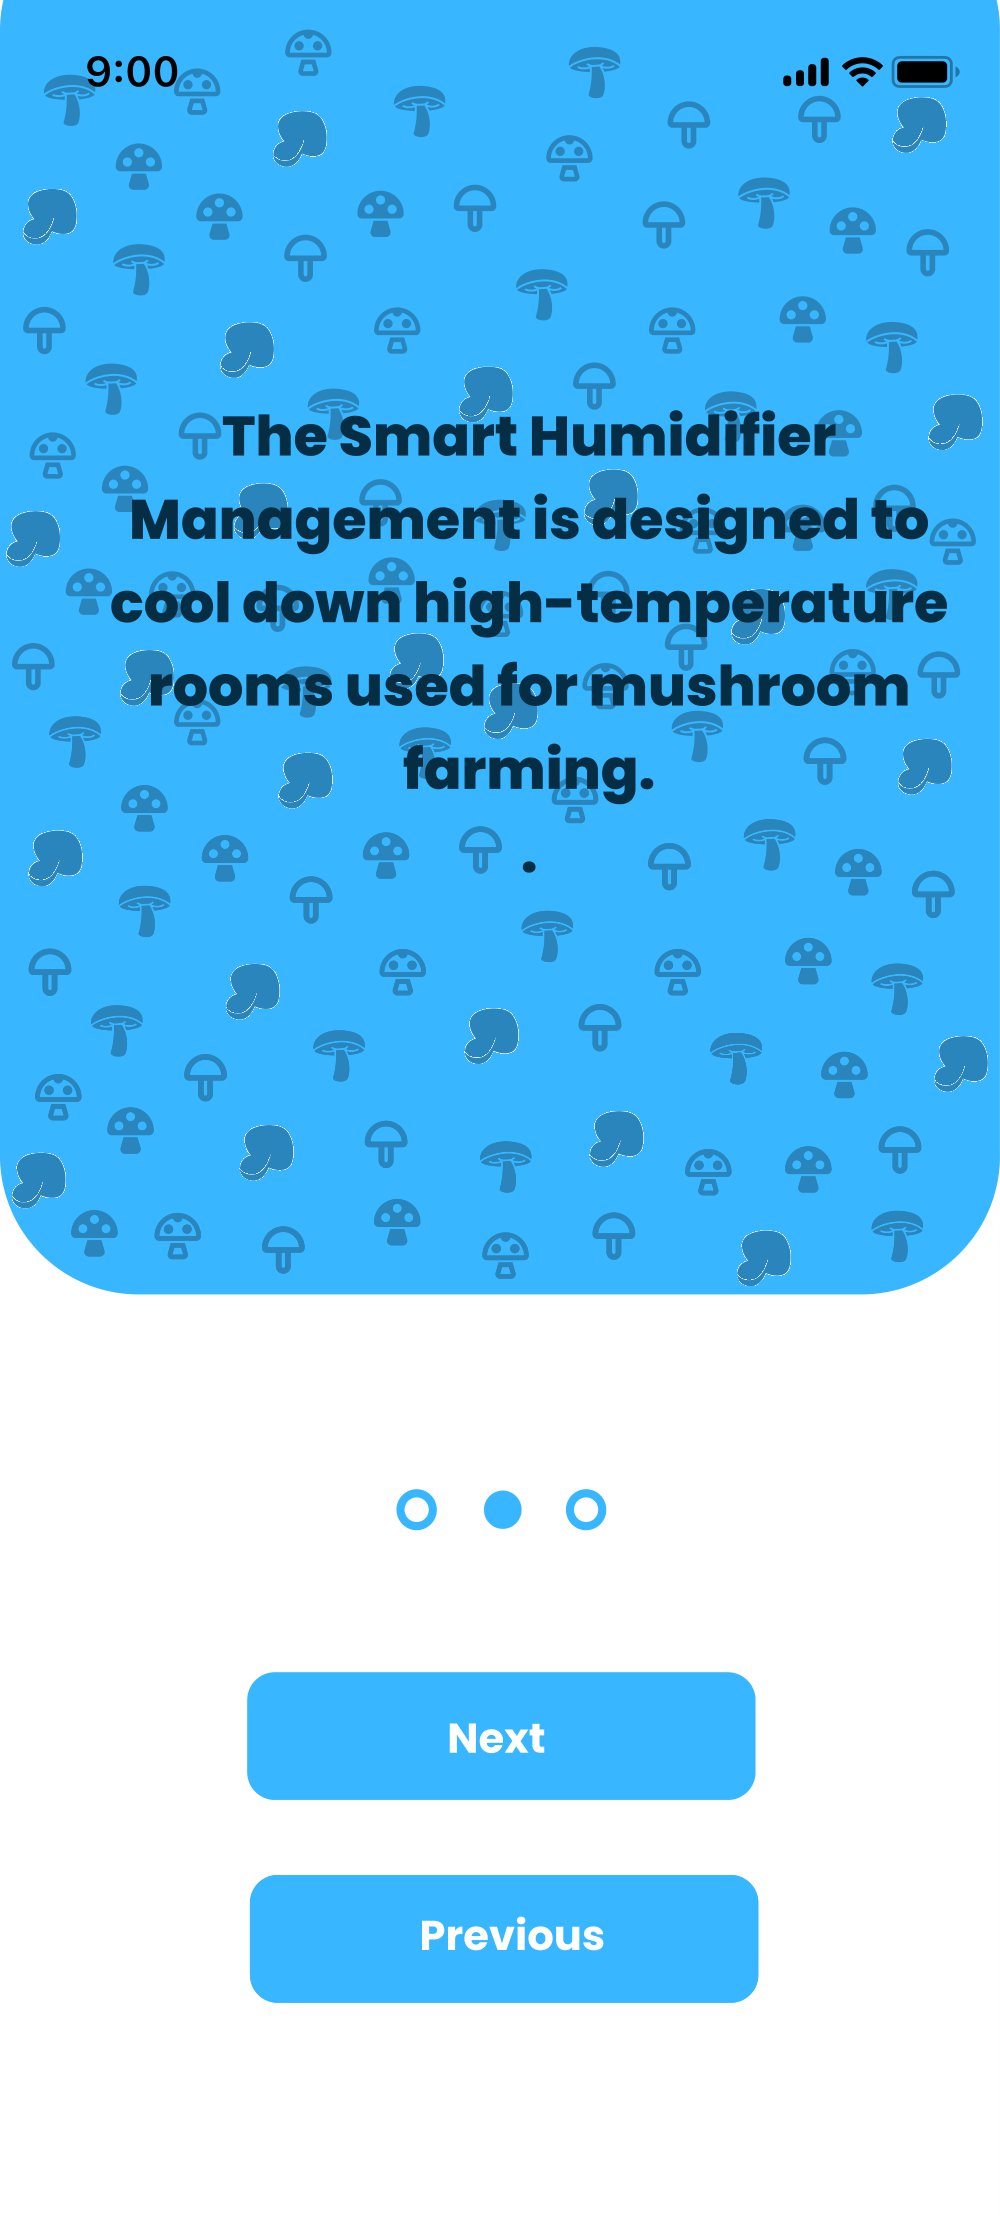 9:00
The Smart Humidifier
Management is designed to
cool down high-temperature
rooms used for mushroom
farming.
.
Next
Previous